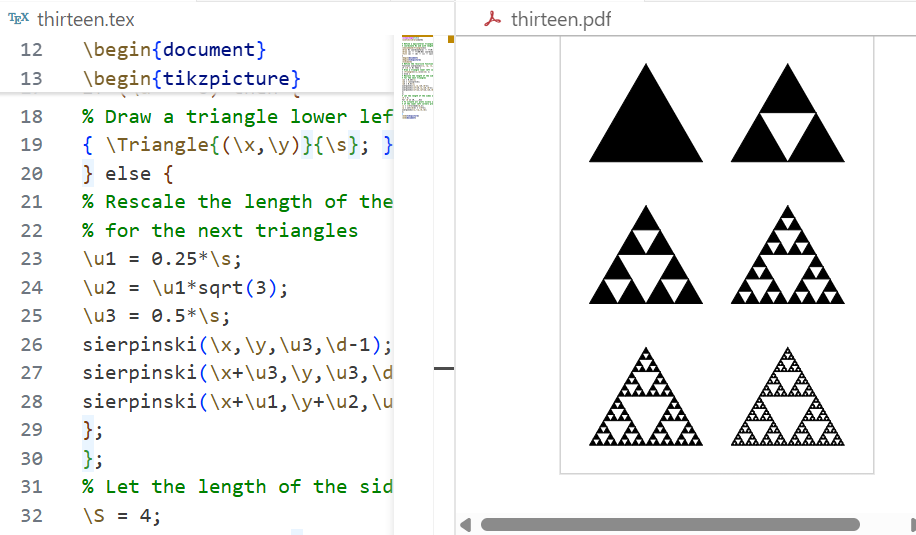 TEX thirteen.tex
12 \begin{document}
13 \begin{tikzpicture}
18 % Draw a triangle lower lef
19 { \Triangle{(\x,\y)}{\s}; }
20 } else {
21 % Rescale the length of the
22 % for the next triangles
23 \u1 = 0.25*\s;
24 \u2 = \u1*sqrt(3);
25 \u3 = 0.5*\s;
26 sierpinski(\x,\y,\u3,\d-1);
27 sierpinski(\x+\u3,\y,\u3,\d
28 sierpinski(\x+\u1,\y+\u2,\u
29 };
30 };
31 % Let the length of the sid
32 \S = 4;
thirteen.pdf